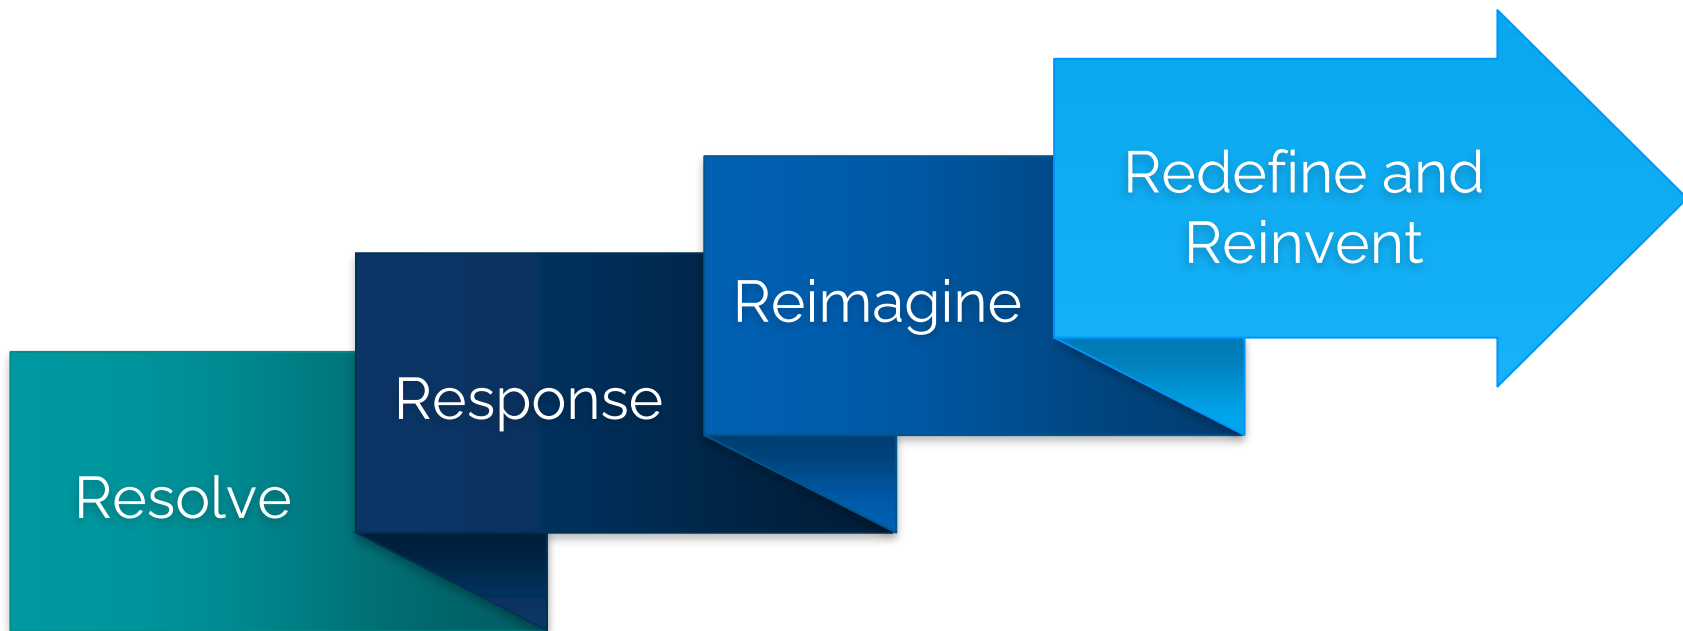 Resolve
Response
Reimagine
Redefine and
Reinvent